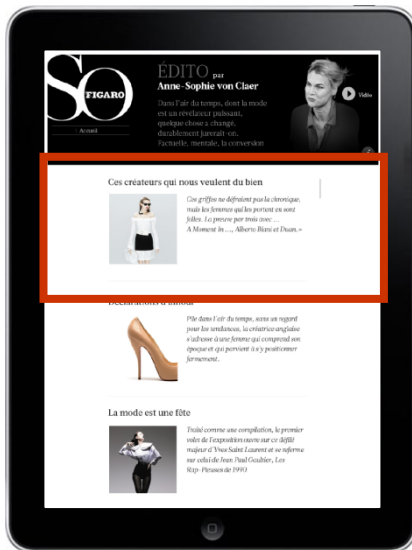 SO
FIGARO
ÉDITO par
Anne-Sophie von Claer
Dans l'air du temps, dont la mode
est un révélateur puissant,
quelque chose a changé,
durablement jurerait-on.
Factuelle, mentale, la conversion
Vidéo
Accueil
Ces créateurs qui nous veulent du bien
Ces griffes ne défraient pas la chronique,
mais les femmes qui les portent en sont
folles. La preuve par trois avec ...
A Moment In ..., Alberto Biani et Dsan. »
Déclarations d'amour
Pile dans l'air du temps, sans un regard
pour les tendances, la créatrice anglaise
s'adresse à une femme qui comprend son
époque et qui parvient à s'y positionner
fermement.
La mode est une fête
Traité comme une compilation, le premier
volet de l'exposition ouvre sur ce défilé
majeur d'Yves Saint Laurent et se referme
sur celui de Jean Paul Gaultier, Les
Rap-Pieuses de 1990